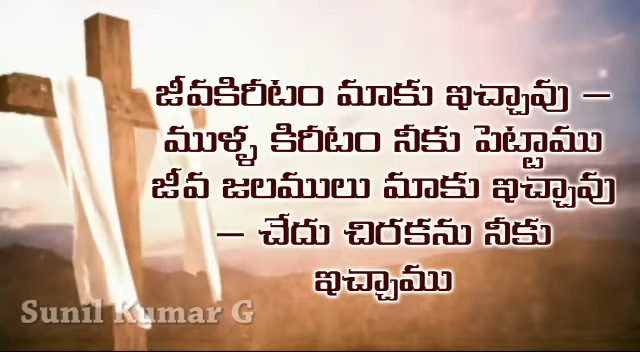 జీవకిరీటం మాకు ఇచ్చావు –
ముళ్ళ కిరీటం నీకు పెట్టాము
జీవ జలములు మాకు ఇచ్చావు
– చేదు చిరకను నీకు
ఇచ్చాము
Sunil Kumar G